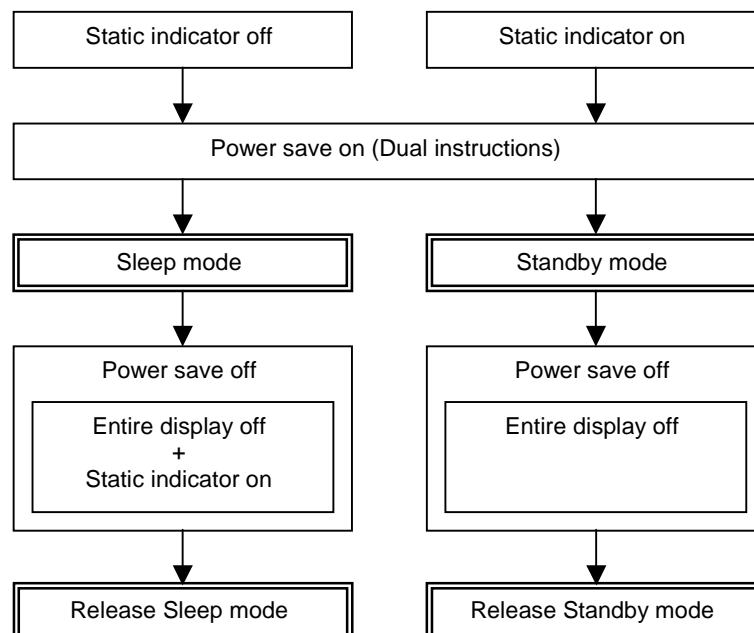 Static indicator off
Static indicator on
Power save on (Dual instructions)
Sleep mode
Standby mode
Power save off
Entire display off
+
Static indicator on
Power save off
Entire display off
Release Sleep mode
Release Standby mode